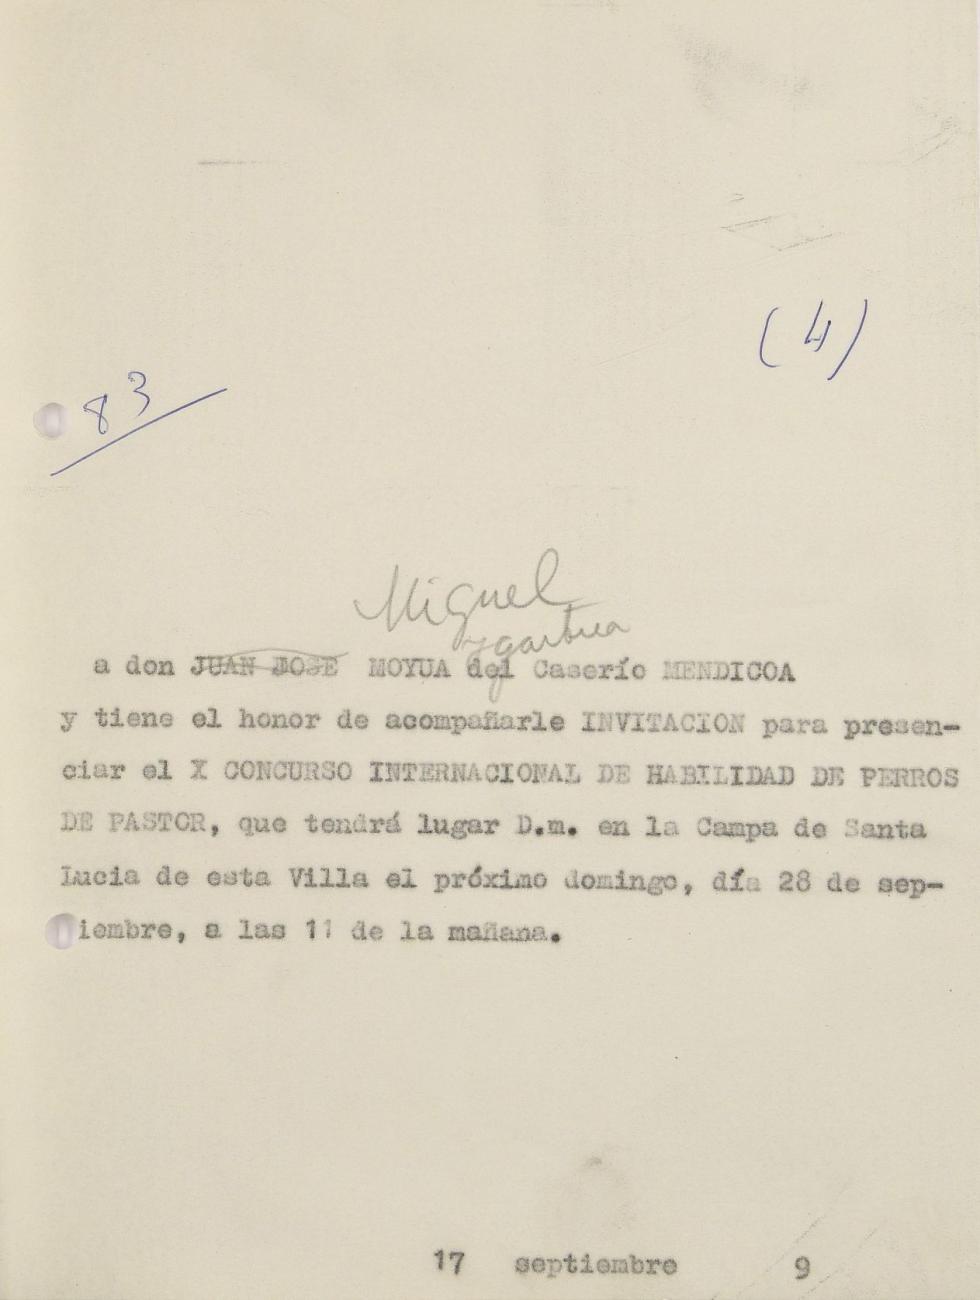 (4)
83
Miguel
Ygartua
a don JUAN JOSE MOYUA del Caserío MENDICOA
y tiene el honor de acompañarle INVITACION para presen-
ciar el X CONCURSO INTERNACIONAL DE HABILIDAD DE PERROS
DE PASTOR, que tendrá lugar D.m. en la Campa de Santa
Lucia de esta Villa el próximo domingo, día 28 de sep-
iembre, a las 11 de la mañana.
17 septiembre 9